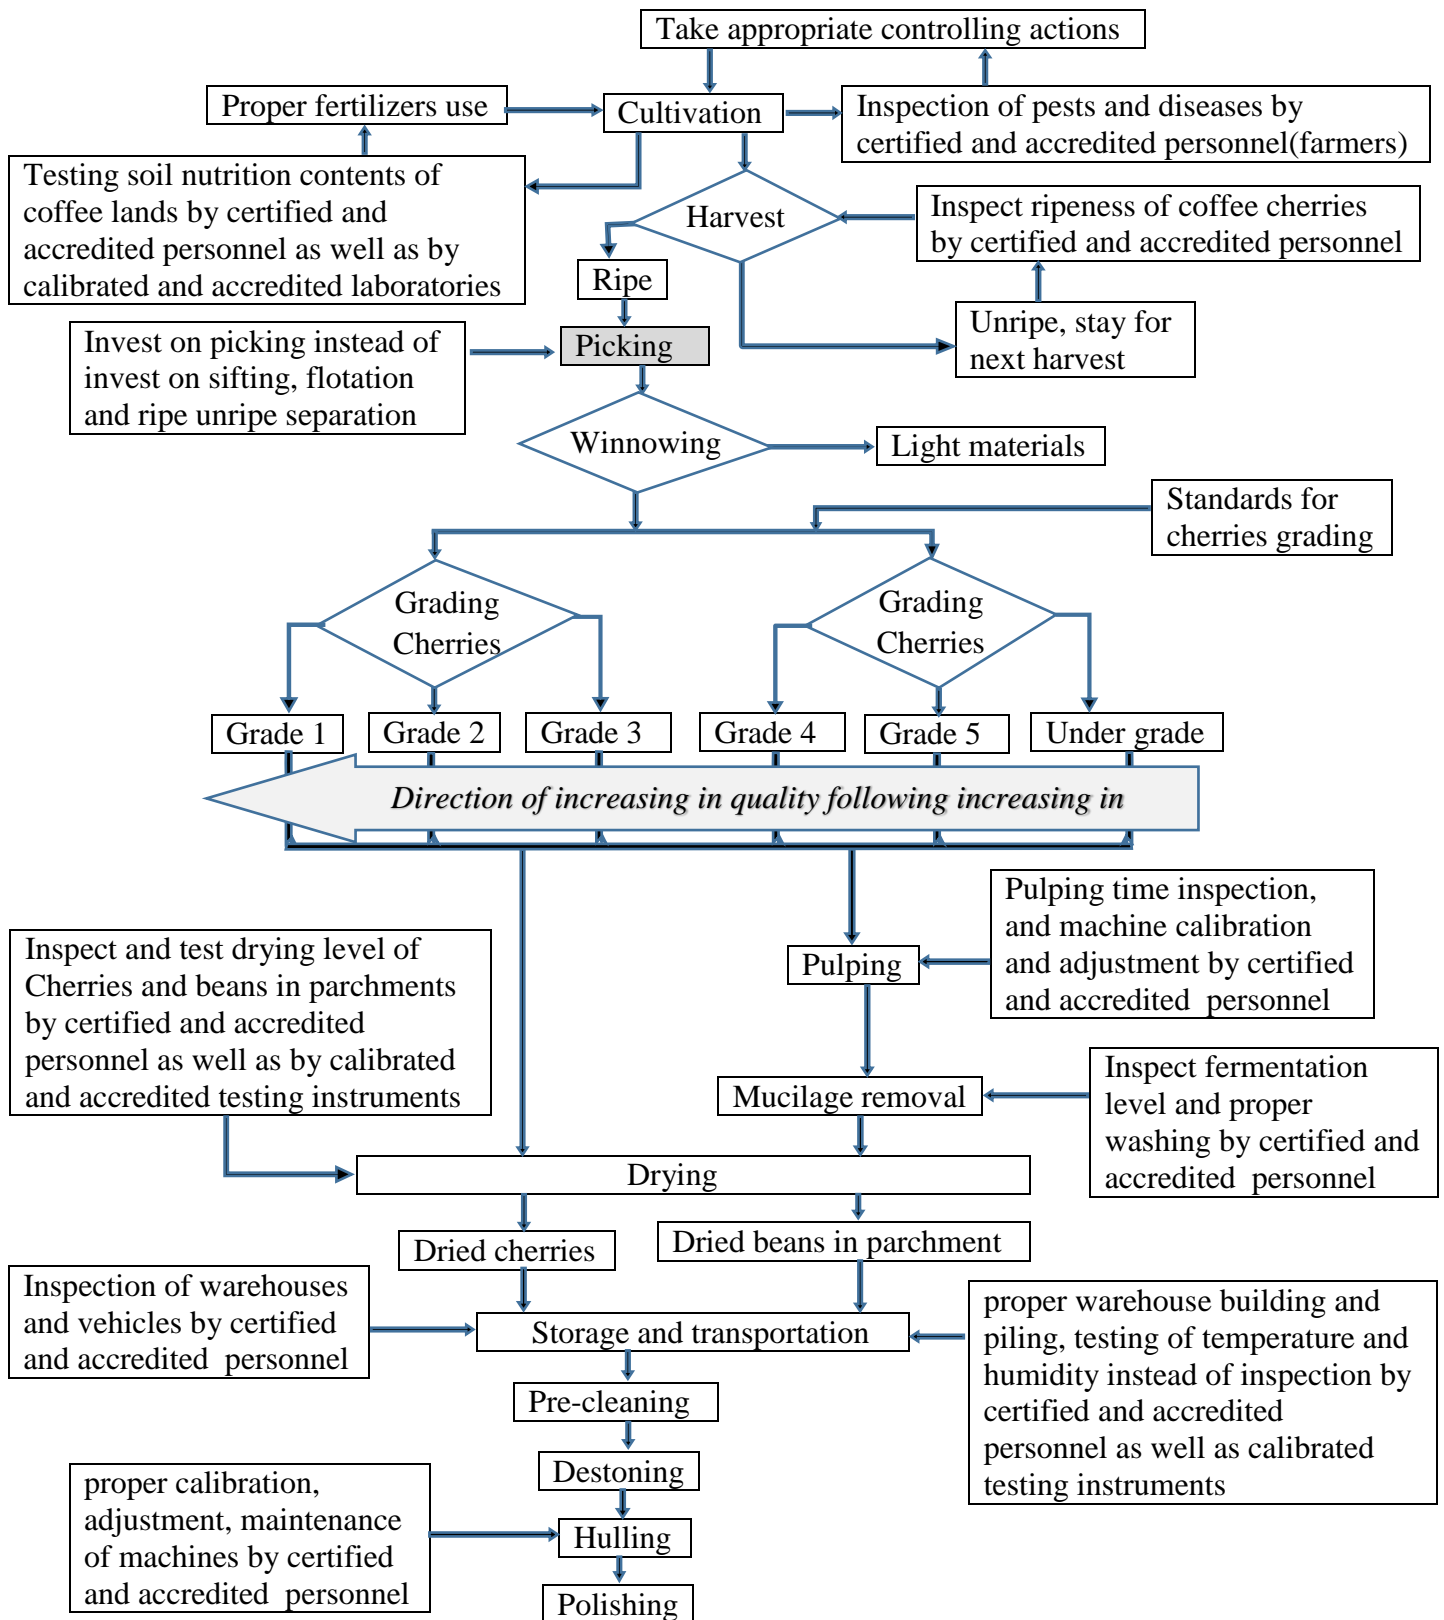 Take appropriate controlling actions
Proper fertilizers use
Cultivation
Inspection of pests and diseases by
certified and accredited personnel(farmers)
Testing soil nutrition contents of
coffee lands by certified and
accredited personnel as well as by
calibrated and accredited laboratories
Harvest
Inspect ripeness of coffee cherries
by certified and accredited personnel
Ripe
Unripe, stay for
next harvest
Invest on picking instead of
invest on sifting, flotation
and ripe unripe separation
Picking
Winnowing
Light materials
Standards for
cherries grading
Grading
Cherries
Grading
Cherries
Grade 1
Grade 2
Grade 3
Grade 4
Grade 5
Under grade
Direction of increasing in quality following increasing in
Pulping time inspection,
and machine calibration
and adjustment by certified
and accredited personnel
Pulping
Inspect and test drying level of
Cherries and beans in parchments
by certified and accredited
personnel as well as by calibrated
and accredited testing instruments
Mucilage removal
Inspect fermentation
level and proper
washing by certified and
accredited personnel
Drying
Dried cherries
Dried beans in parchment
Inspection of warehouses
and vehicles by certified
and accredited personnel
Storage and transportation
proper warehouse building and
piling, testing of temperature and
humidity instead of inspection by
certified and accredited
personnel as well as calibrated
testing instruments
Pre-cleaning
Destoning
proper calibration,
adjustment, maintenance
of machines by certified
and accredited personnel
Hulling
Polishing